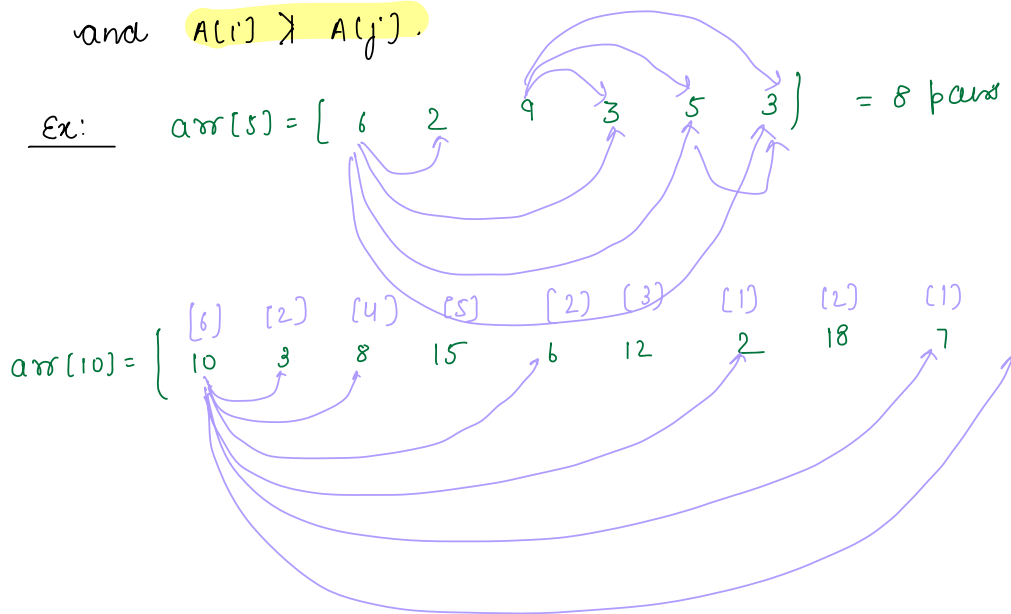 and A[i] > A[j].
Ex: arr[5] = [ 6 2 9 3 5 3 ] = 8 pairs
[6] [2] [4] [5] [2] [3] [1] [2] [1]
arr[10] = [ 10 3 8 15 6 12 2 18 7